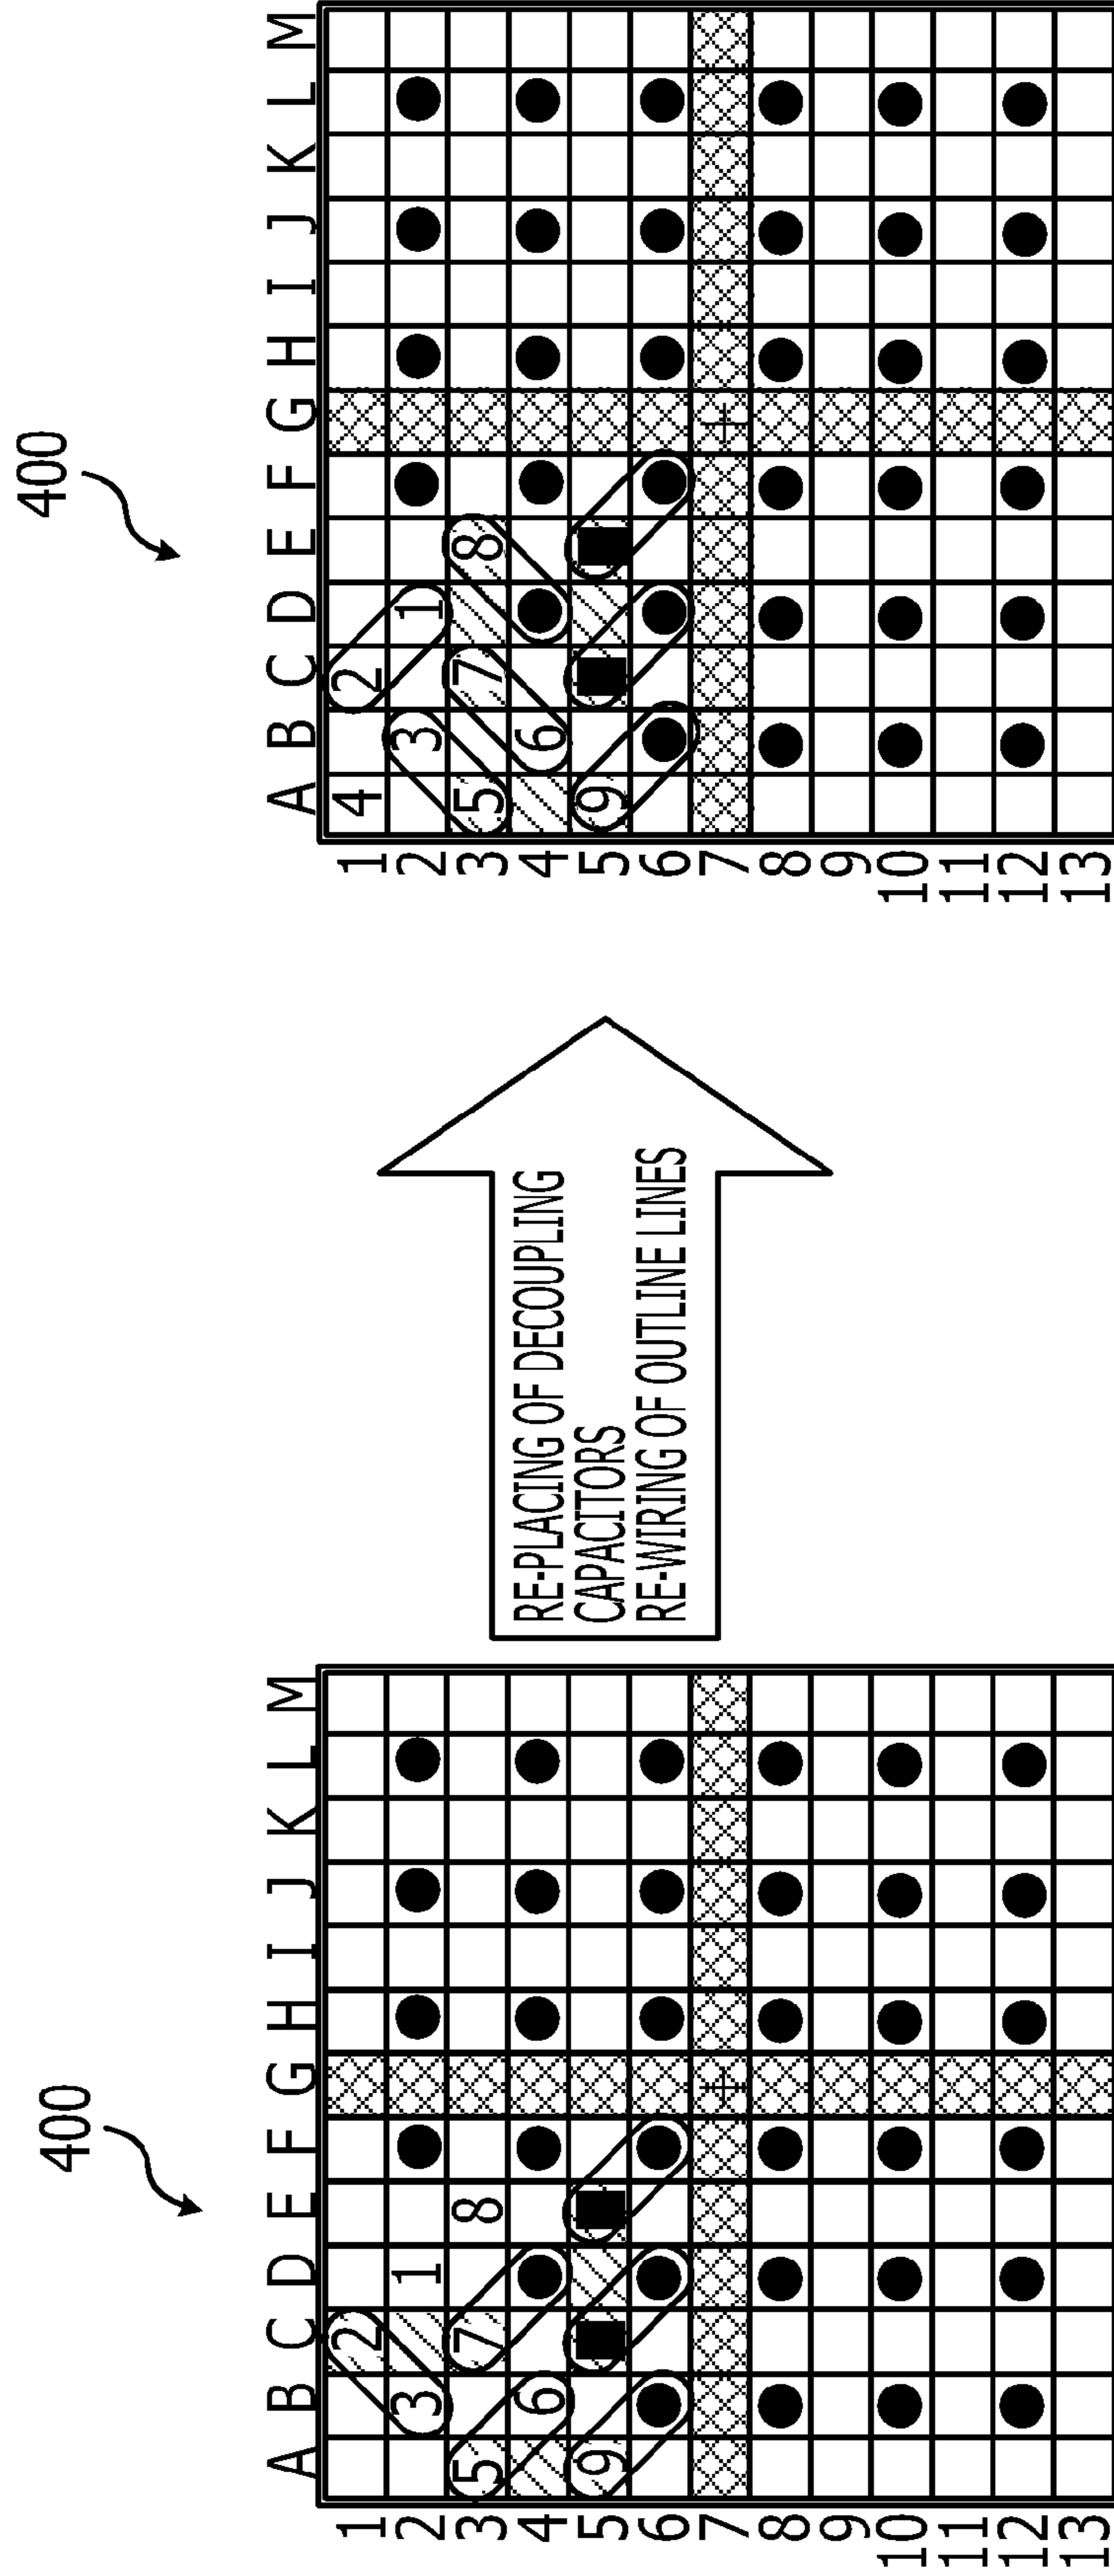 400
A B C D E F G H I J K L M
1 2
2 3 1
3 5 7 8
4 6
5 9
6
7
8
9
10
11
12
13
RE-PLACING OF DECOUPLING
CAPACITORS
RE-WIRING OF OUTLINE LINES
400
A B C D E F G H I J K L M
1 4 2
2 3 1
3 5 7 8
4 6
5 9
6
7
8
9
10
11
12
13